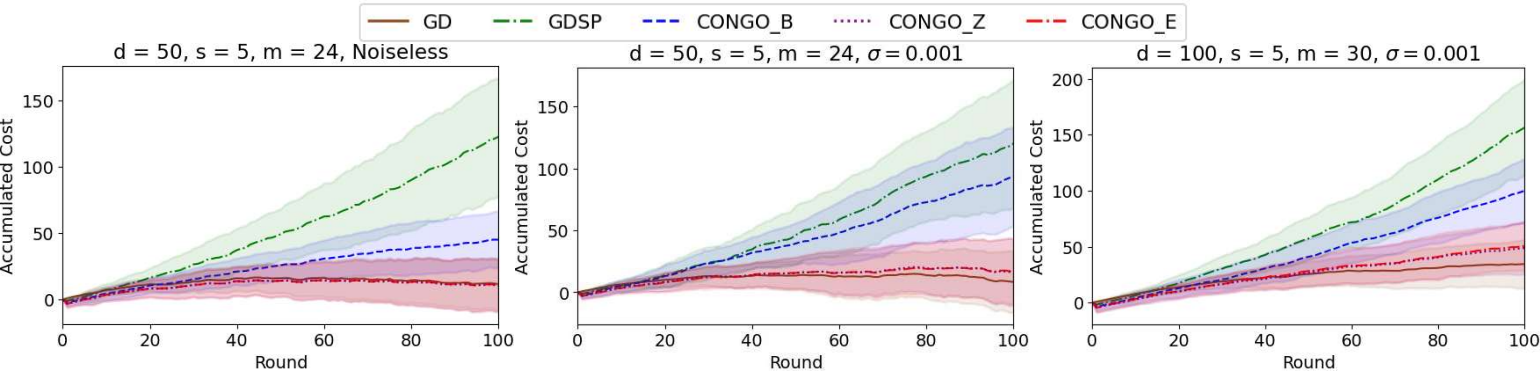 GD GDSP CONGO_B CONGO_Z CONGO_E
d = 50, s = 5, m = 24, Noiseless
Accumulated Cost
150
100
50
0
0 20 40 60 80 100
Round
d = 50, s = 5, m = 24, σ = 0.001
Accumulated Cost
150
100
50
0
0 20 40 60 80 100
Round
d = 100, s = 5, m = 30, σ = 0.001
Accumulated Cost
200
150
100
50
0
0 20 40 60 80 100
Round